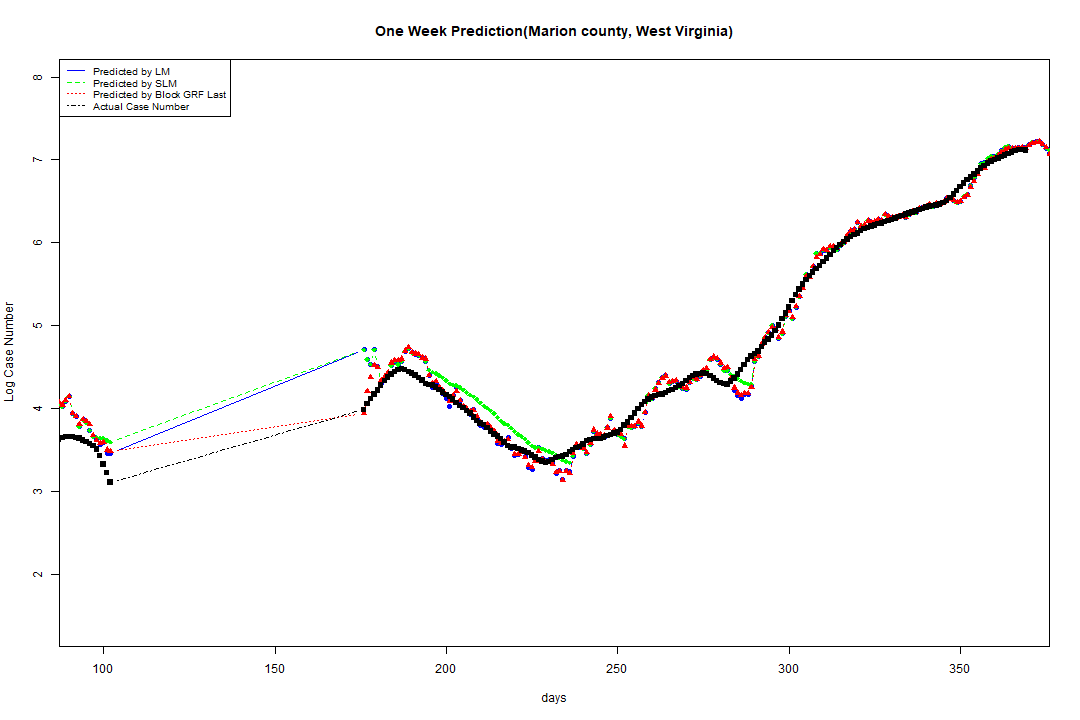 One Week Prediction(Marion county, West Virginia)
Predicted by LM
Predicted by SLM
Predicted by Block GRF Last
Actual Case Number
8
7
6
5
4
3
2
Log Case Number
100 150 200 250 300 350
days